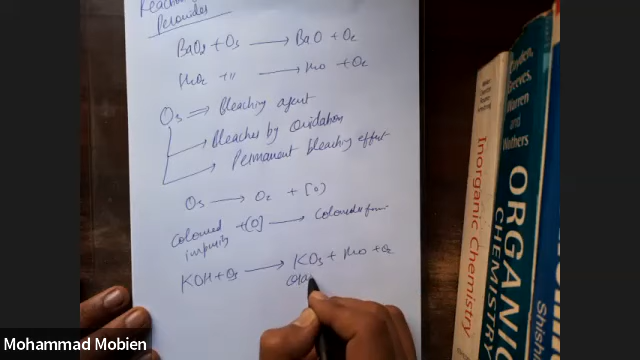 Reaction
Peroxides
BaO2 + O3 → BaO + O2
H2O2 + " → H2O + O2
O3 ⇒ Bleaching agent
→ Bleaches by Oxidation
→ Permanent bleaching effect
O3 → O2 + [O]
Coloured + [O] → Colourless form
impurity
KOH + O3 → KO3 + H2O + O2
Inorganic Chemistry
Clayden,
Greeves,
Warren
and
Wothers
ORGANIC
CHEMISTRY
Mohammad Mobien